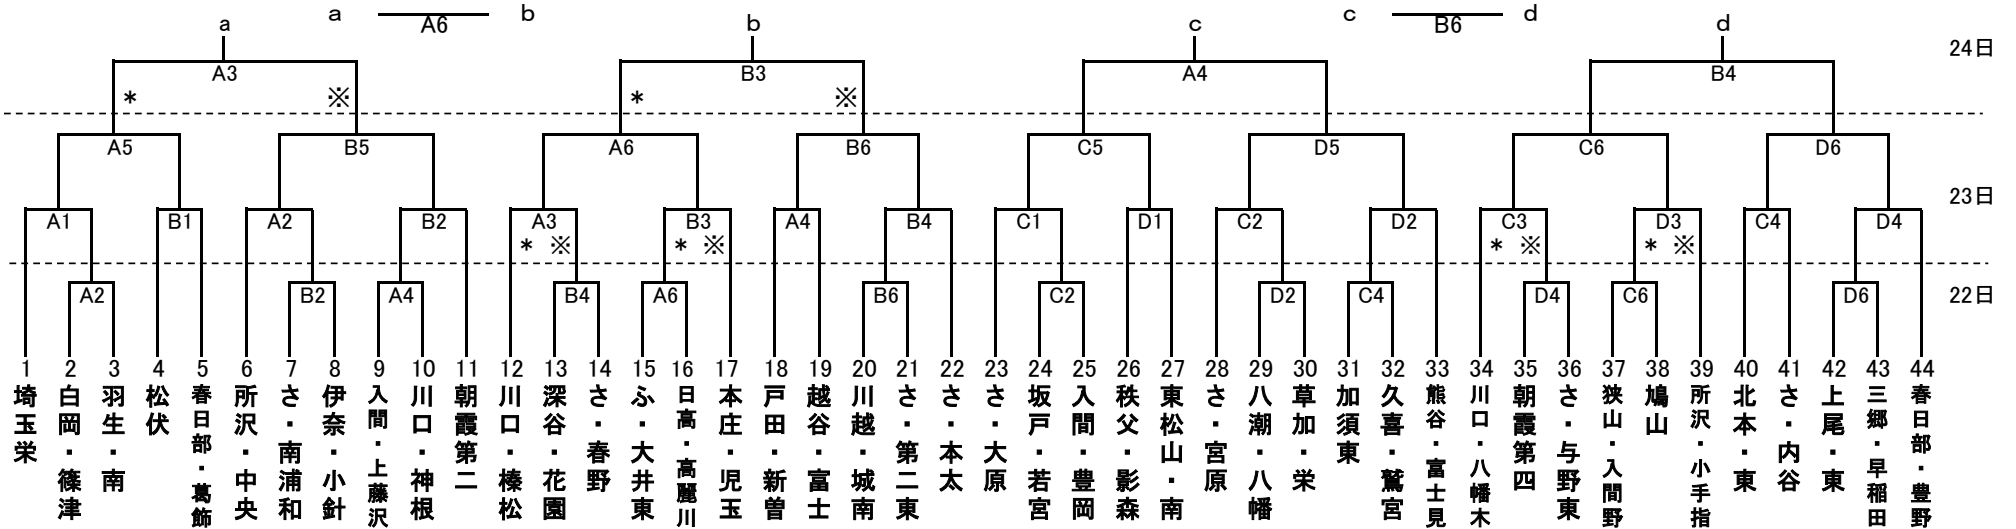 a A6 b c B6 d
a b c d
24日
A3 B3 A4 B4
* ※ * ※
A5 B5 A6 B6 C5 D5 C6 D6
23日
A1 B1 A2 B2 A3 B3 A4 B4 C1 D1 C2 D2 C3 D3 C4 D4
* ※ * ※ * ※ * ※
22日
A2 B2 A4 B4 A6 B6 C2 D2 C4 D4 C6 D6
1 埼玉栄
2 白岡・篠津
3 羽生・南
4 松伏
5 春日部・葛飾
6 所沢・中央
7 さ・南浦和
8 伊奈・小針
9 入間・上藤沢
10 川口・神根
11 朝霞第二
12 川口・榛松
13 深谷・花園
14 さ・春野
15 ふ・大井東
16 日高・高麗川
17 本庄・児玉
18 戸田・新曽
19 越谷・富士
20 川越・城南
21 さ・第二東
22 さ・本太
23 さ・大原
24 坂戸・若宮
25 入間・豊岡
26 秩父・影森
27 東松山・南
28 さ・宮原
29 八潮・八幡
30 草加・栄
31 加須東
32 久喜・鷲宮
33 熊谷・富士見
34 川口・八幡木
35 朝霞第四
36 さ・与野東
37 狭山・入間野
38 鳩山
39 所沢・小手指
40 北本・東
41 さ・内谷
42 上尾・東
43 三郷・早稲田
44 春日部・豊野